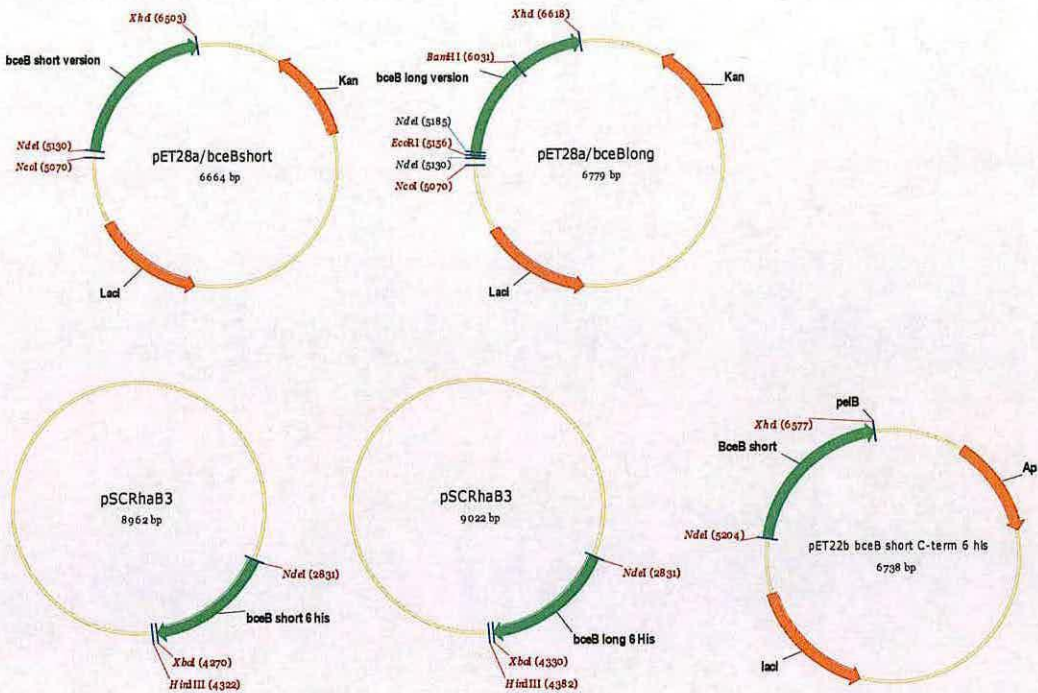 XhoI (6503)
bceB short version
Kan
NdeI (5130)
NcoI (5070)
pET28a/bceBshort
6664 bp
LacI
XhoI (6618)
BamHI (6031)
bceB long version
Kan
NdeI (5185)
EcoRI (5156)
NdeI (5130)
NcoI (5070)
pET28a/bceBlong
6779 bp
LacI
pSCRhaB3
8962 bp
NdeI (2831)
bceB short 6 his
XbaI (4270)
HindIII (4322)
pSCRhaB3
9022 bp
NdeI (2831)
bceB long 6 His
XbaI (4330)
HindIII (4382)
pelB
XhoI (6577)
BceB short
Ap
NdeI (5204)
pET22b bceB short C-term 6 his
6738 bp
lacI